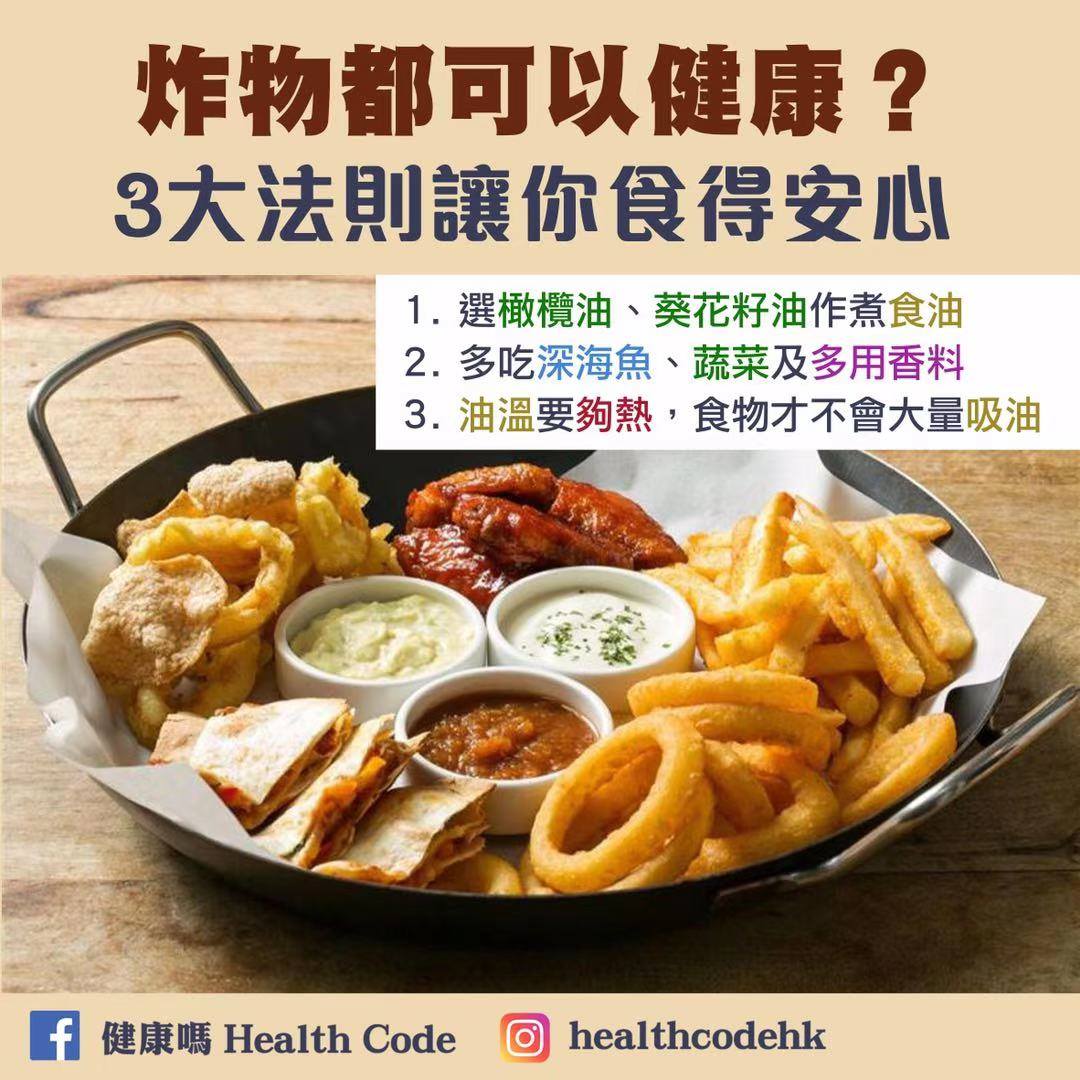 炸物都可以健康？
3大法則讓你食得安心
1. 選橄欖油、葵花籽油作煮食油
2. 多吃深海魚、蔬菜及多用香料
3. 油溫要夠熱，食物才不會大量吸油
健康嗎 Health Code
healthcodehk